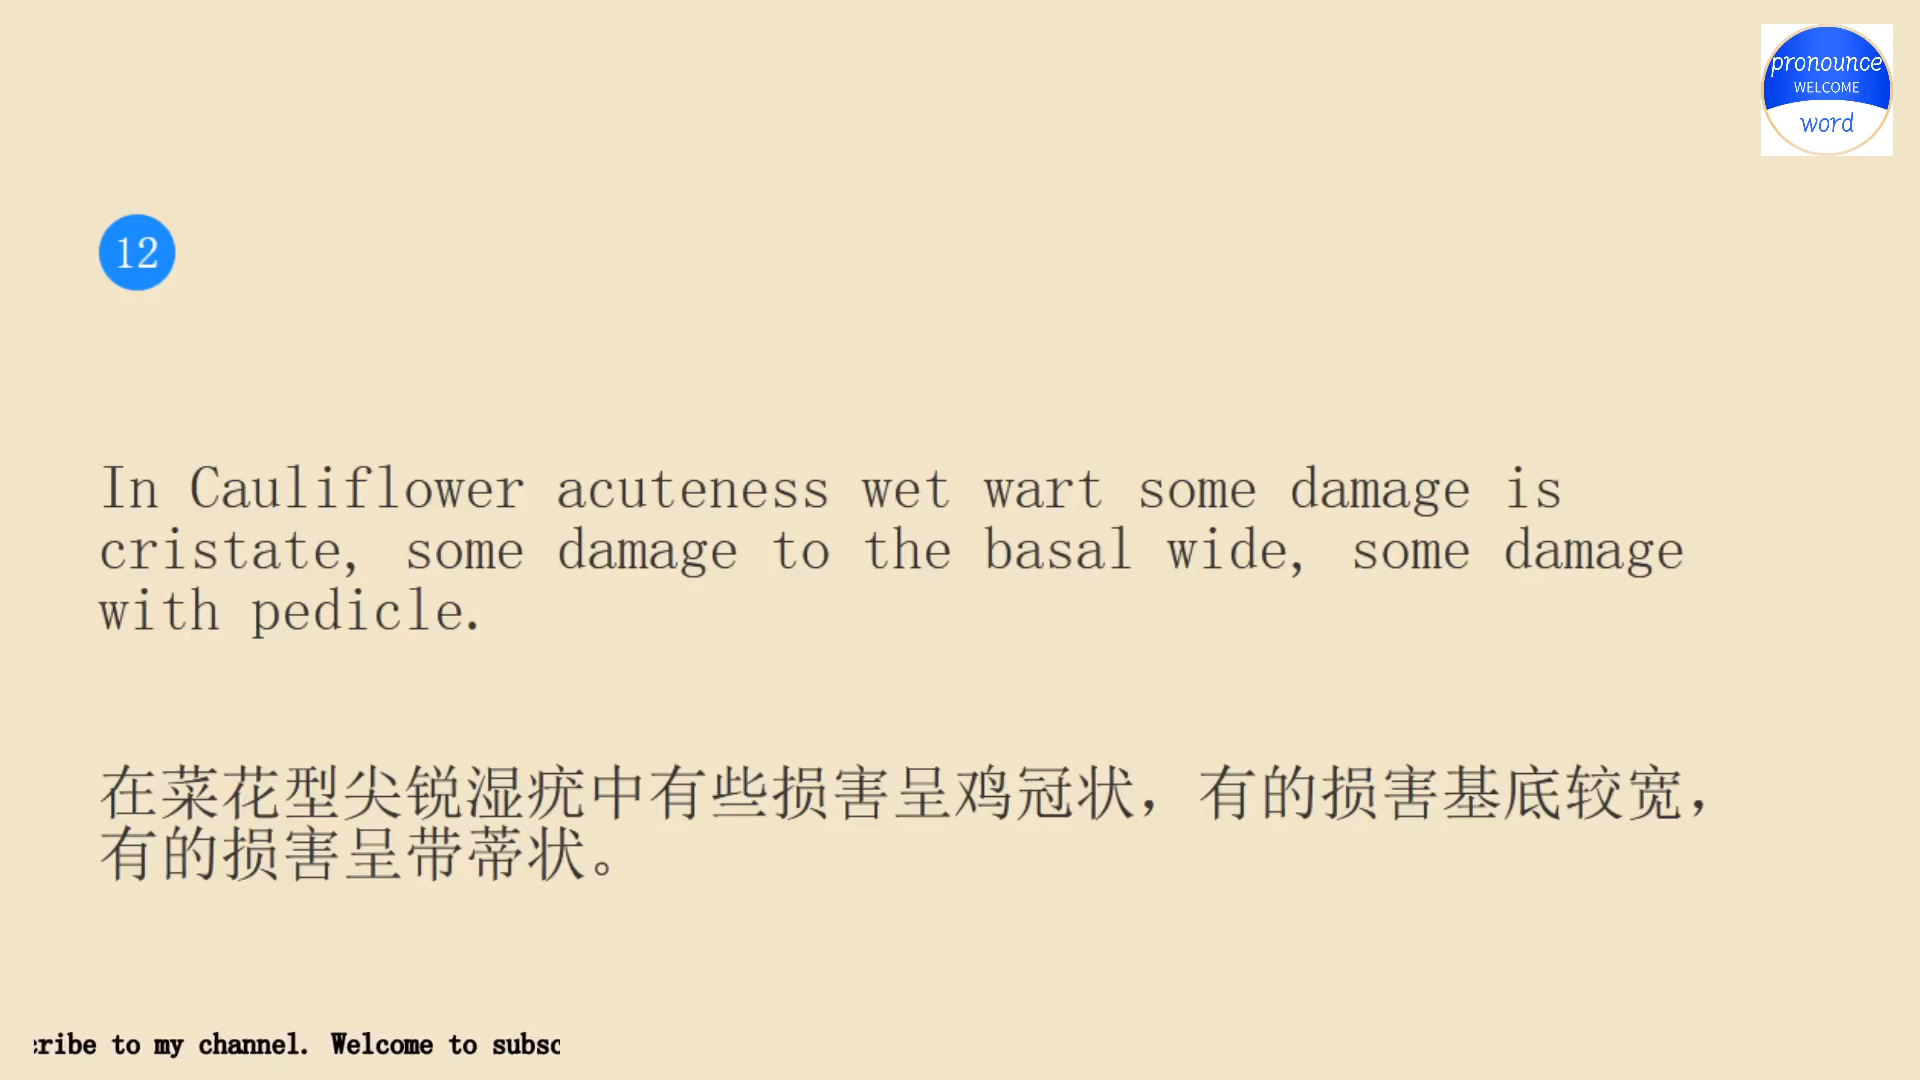 pronounce
WELCOME
word
12
In Cauliflower acuteness wet wart some damage is
cristate, some damage to the basal wide, some damage
with pedicle.
在菜花型尖锐湿疣中有些损害呈鸡冠状，有的损害基底较宽，
有的损害呈带蒂状。
cribe to my channel. Welcome to subsc